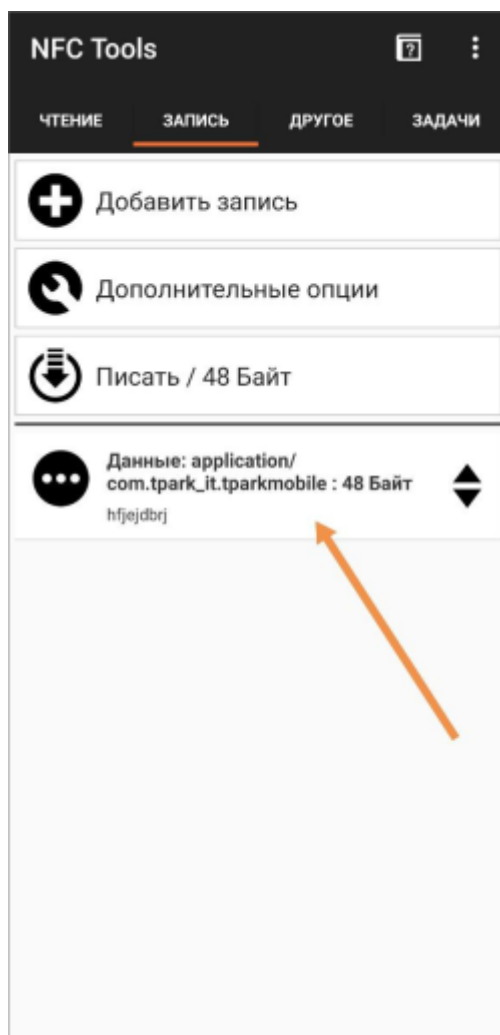 NFC Tools
ЧТЕНИЕ ЗАПИСЬ ДРУГОЕ ЗАДАЧИ
Добавить запись
Дополнительные опции
Писать / 48 Байт
Данные: application/
com.tpark_it.tparkmobile : 48 Байт
hfjejdbrj